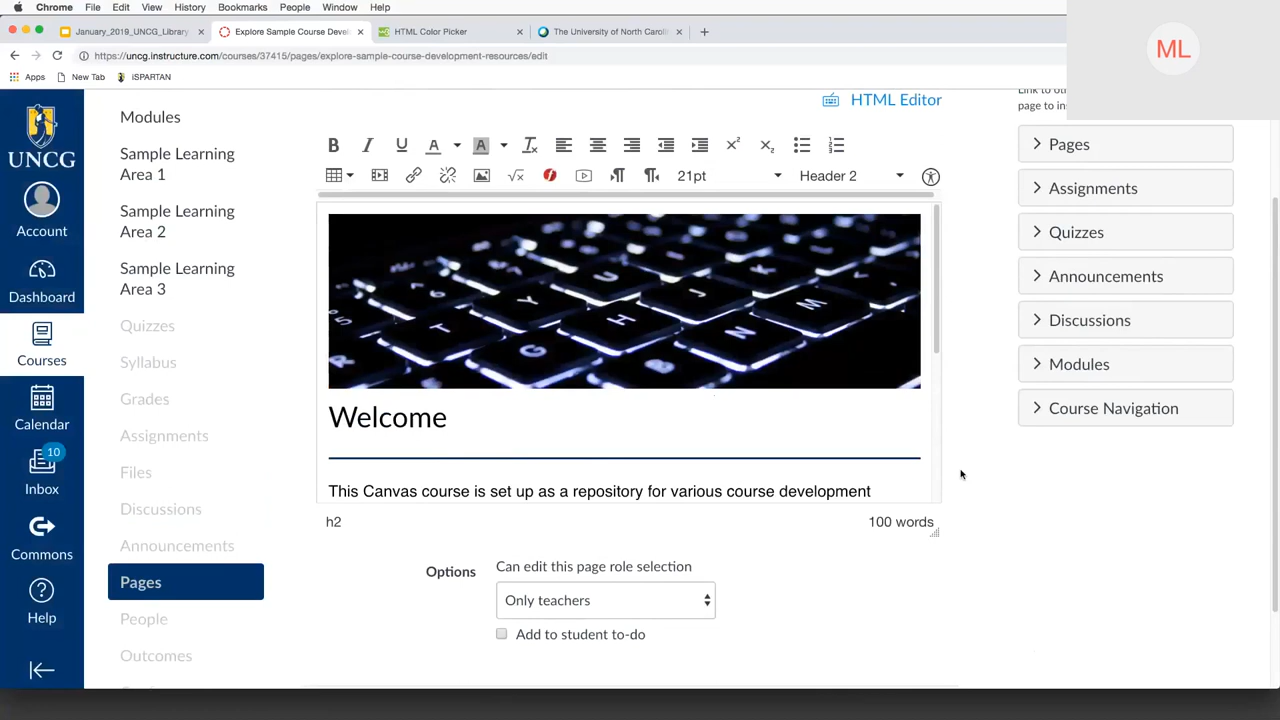 Chrome File Edit View History Bookmarks People Window Help
January_2019_UNCG_Library Explore Sample Course Devel HTML Color Picker The University of North Carolin
https://uncg.instructure.com/courses/37415/pages/explore-sample-course-development-resources/edit
Apps New Tab iSPARTAN
ML
UNCG
Account
Dashboard
Courses
Calendar
10
Inbox
Commons
Help
Modules
Sample Learning
Area 1
Sample Learning
Area 2
Sample Learning
Area 3
Quizzes
Syllabus
Grades
Assignments
Files
Discussions
Announcements
Pages
People
Outcomes
HTML Editor
B I U A A
21pt Header 2
6 Y U J K
5 T H N M
R G B
Welcome
This Canvas course is set up as a repository for various course development
h2 100 words
Options Can edit this page role selection
Only teachers
Add to student to-do
page to ins
Pages
Assignments
Quizzes
Announcements
Discussions
Modules
Course Navigation